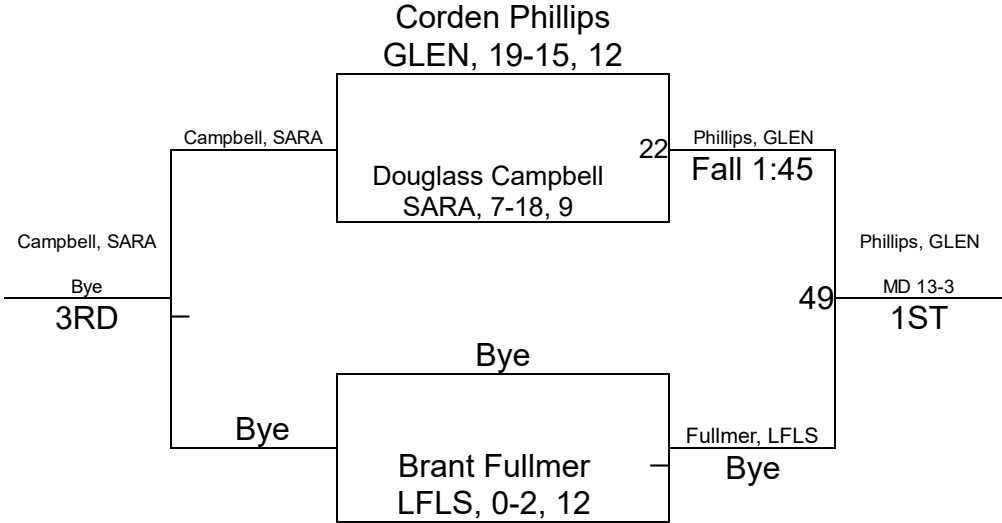 Corden Phillips
GLEN, 19-15, 12
Campbell, SARA
22
Phillips, GLEN
Fall 1:45
Douglass Campbell
SARA, 7-18, 9
Campbell, SARA
Bye
3RD
Phillips, GLEN
49
MD 13-3
1ST
Bye
Bye
Brant Fullmer
LFLS, 0-2, 12
Fullmer, LFLS
Bye